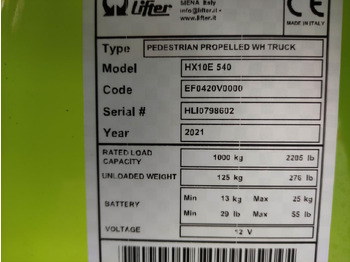 Lifter
SIENA Italy
info@lifter.it
www.lifter.it
CE
MADE IN ITALY
Type PEDESTRIAN PROPELLED WH TRUCK
Model HX10E 540
Code EF0420V0000
Serial # HLI0798602
Year 2021
RATED LOAD CAPACITY 1000 kg 2205 lb
UNLOADED WEIGHT 125 kg 276 lb
BATTERY Min 13 kg Max 25 kg
Min 29 lb Max 55 lb
VOLTAGE 12 V